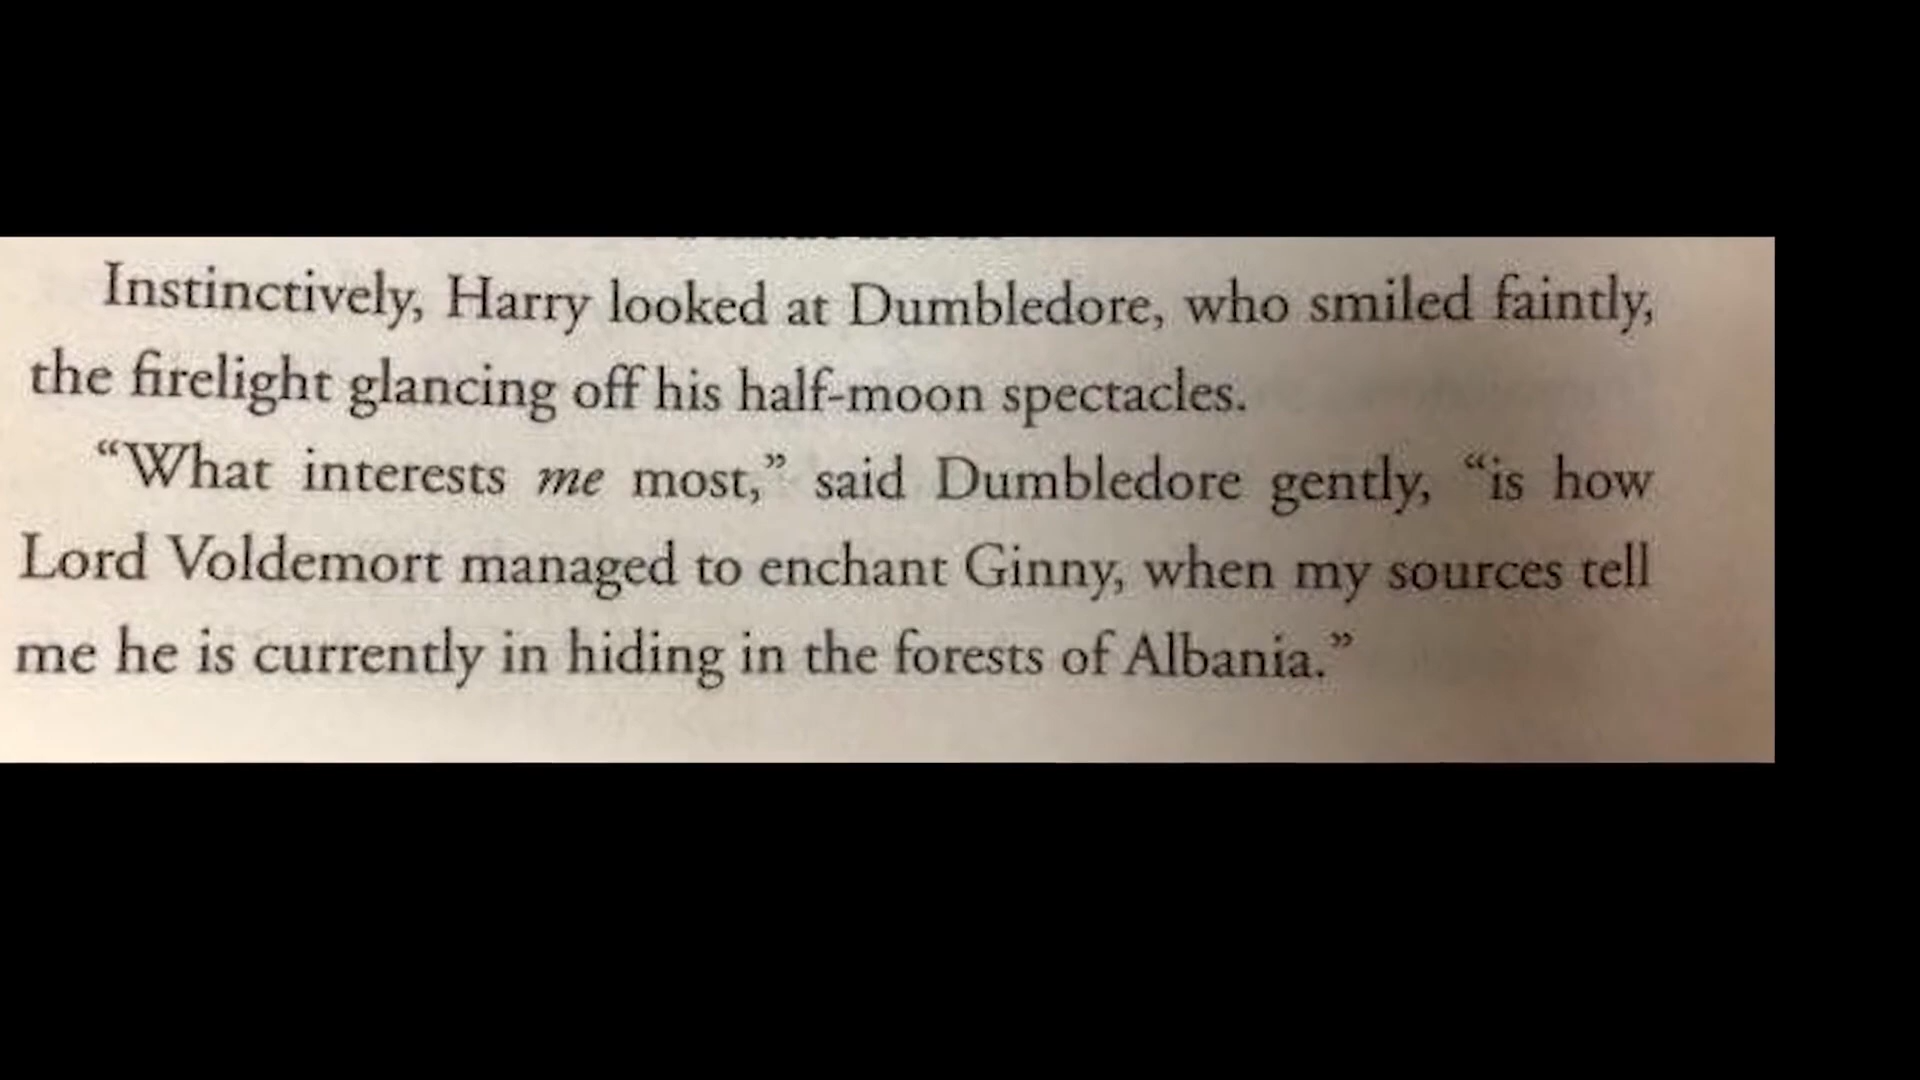 Instinctively, Harry looked at Dumbledore, who smiled faintly,
the firelight glancing off his half-moon spectacles.
“What interests me most,” said Dumbledore gently, “is how
Lord Voldemort managed to enchant Ginny, when my sources tell
me he is currently in hiding in the forests of Albania.”